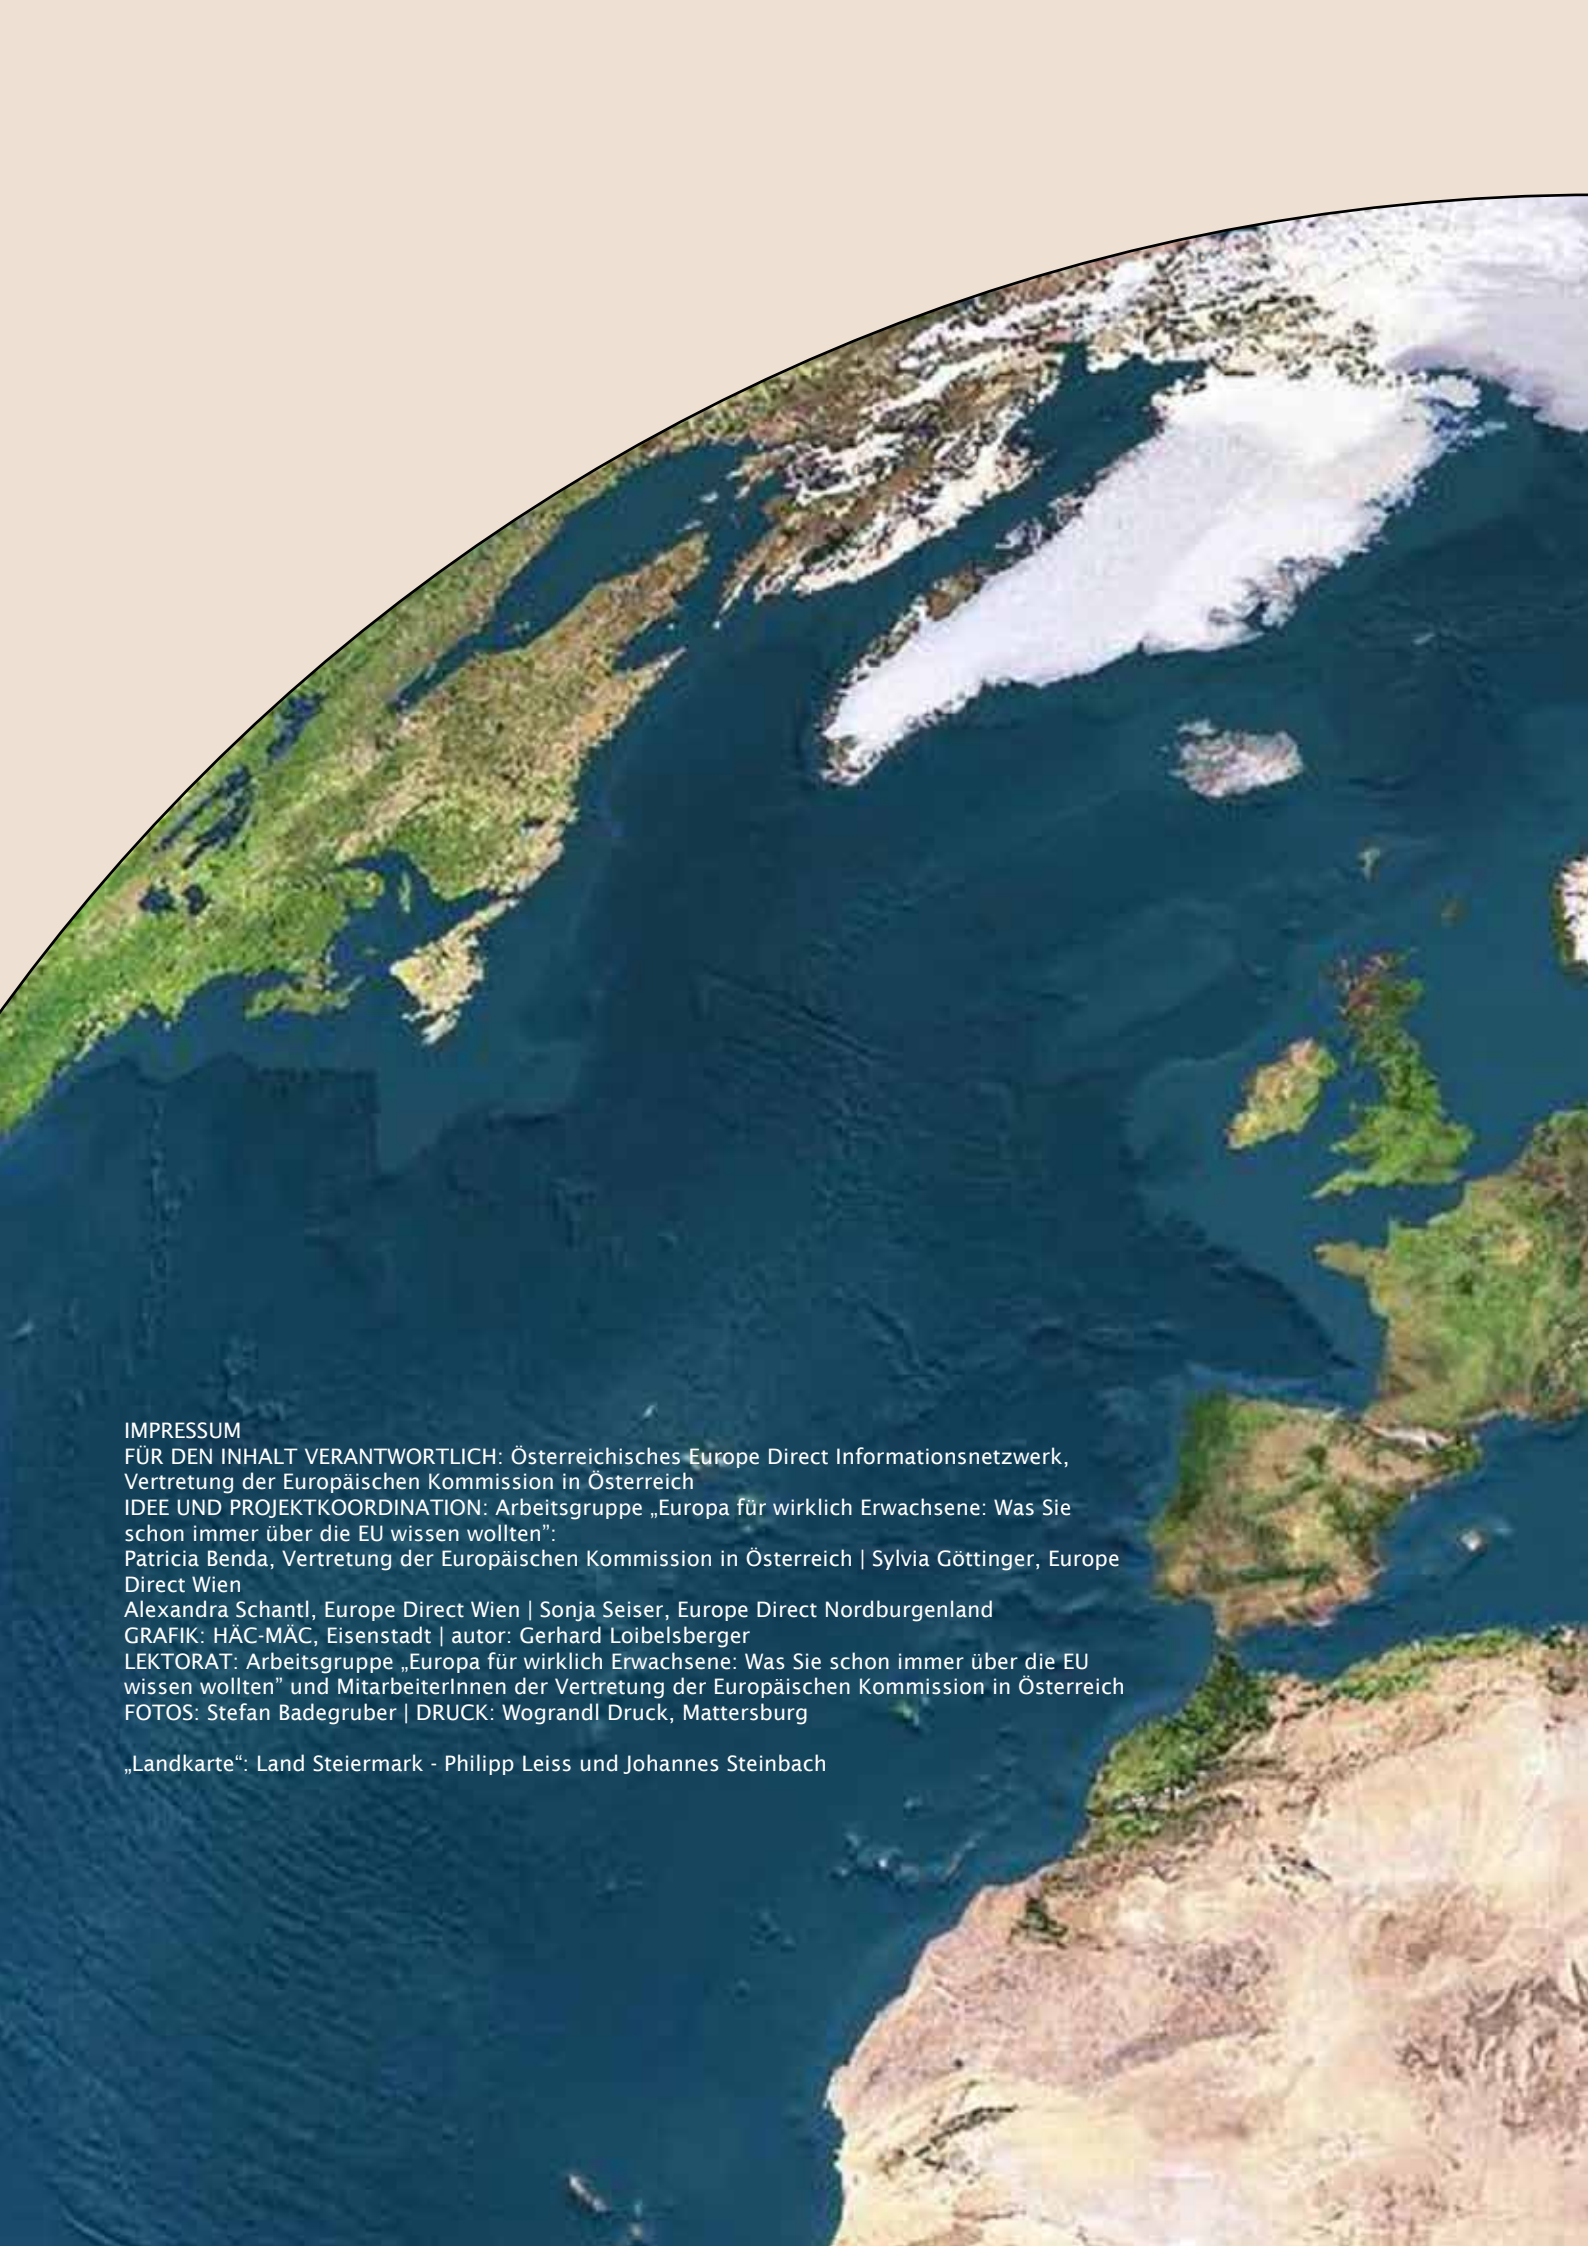 IMPRESSUM
FÜR DEN INHALT VERANTWORTLICH: Österreichisches Europe Direct Informationsnetzwerk,
Vertretung der Europäischen Kommission in Österreich
IDEE UND PROJEKTKOORDINATION: Arbeitsgruppe „Europa für wirklich Erwachsene: Was Sie
schon immer über die EU wissen wollten”:
Patricia Benda, Vertretung der Europäischen Kommission in Österreich | Sylvia Göttinger, Europe
Direct Wien
Alexandra Schantl, Europe Direct Wien | Sonja Seiser, Europe Direct Nordburgenland
GRAFIK: HÄC-MÄC, Eisenstadt | autor: Gerhard Loibelsberger
LEKTORAT: Arbeitsgruppe „Europa für wirklich Erwachsene: Was Sie schon immer über die EU
wissen wollten” und MitarbeiterInnen der Vertretung der Europäischen Kommission in Österreich
FOTOS: Stefan Badegruber | DRUCK: Wograndl Druck, Mattersburg

„Landkarte“: Land Steiermark - Philipp Leiss und Johannes Steinbach